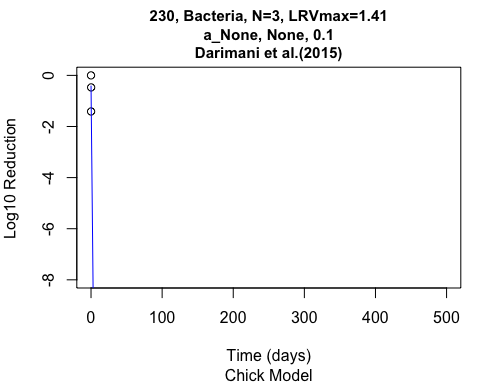 230, Bacteria, N=3, LRVmax=1.41
a_None, None, 0.1
Darimani et al.(2015)
Log10 Reduction
0
-2
-4
-6
-8
0 100 200 300 400 500
Time (days)
Chick Model